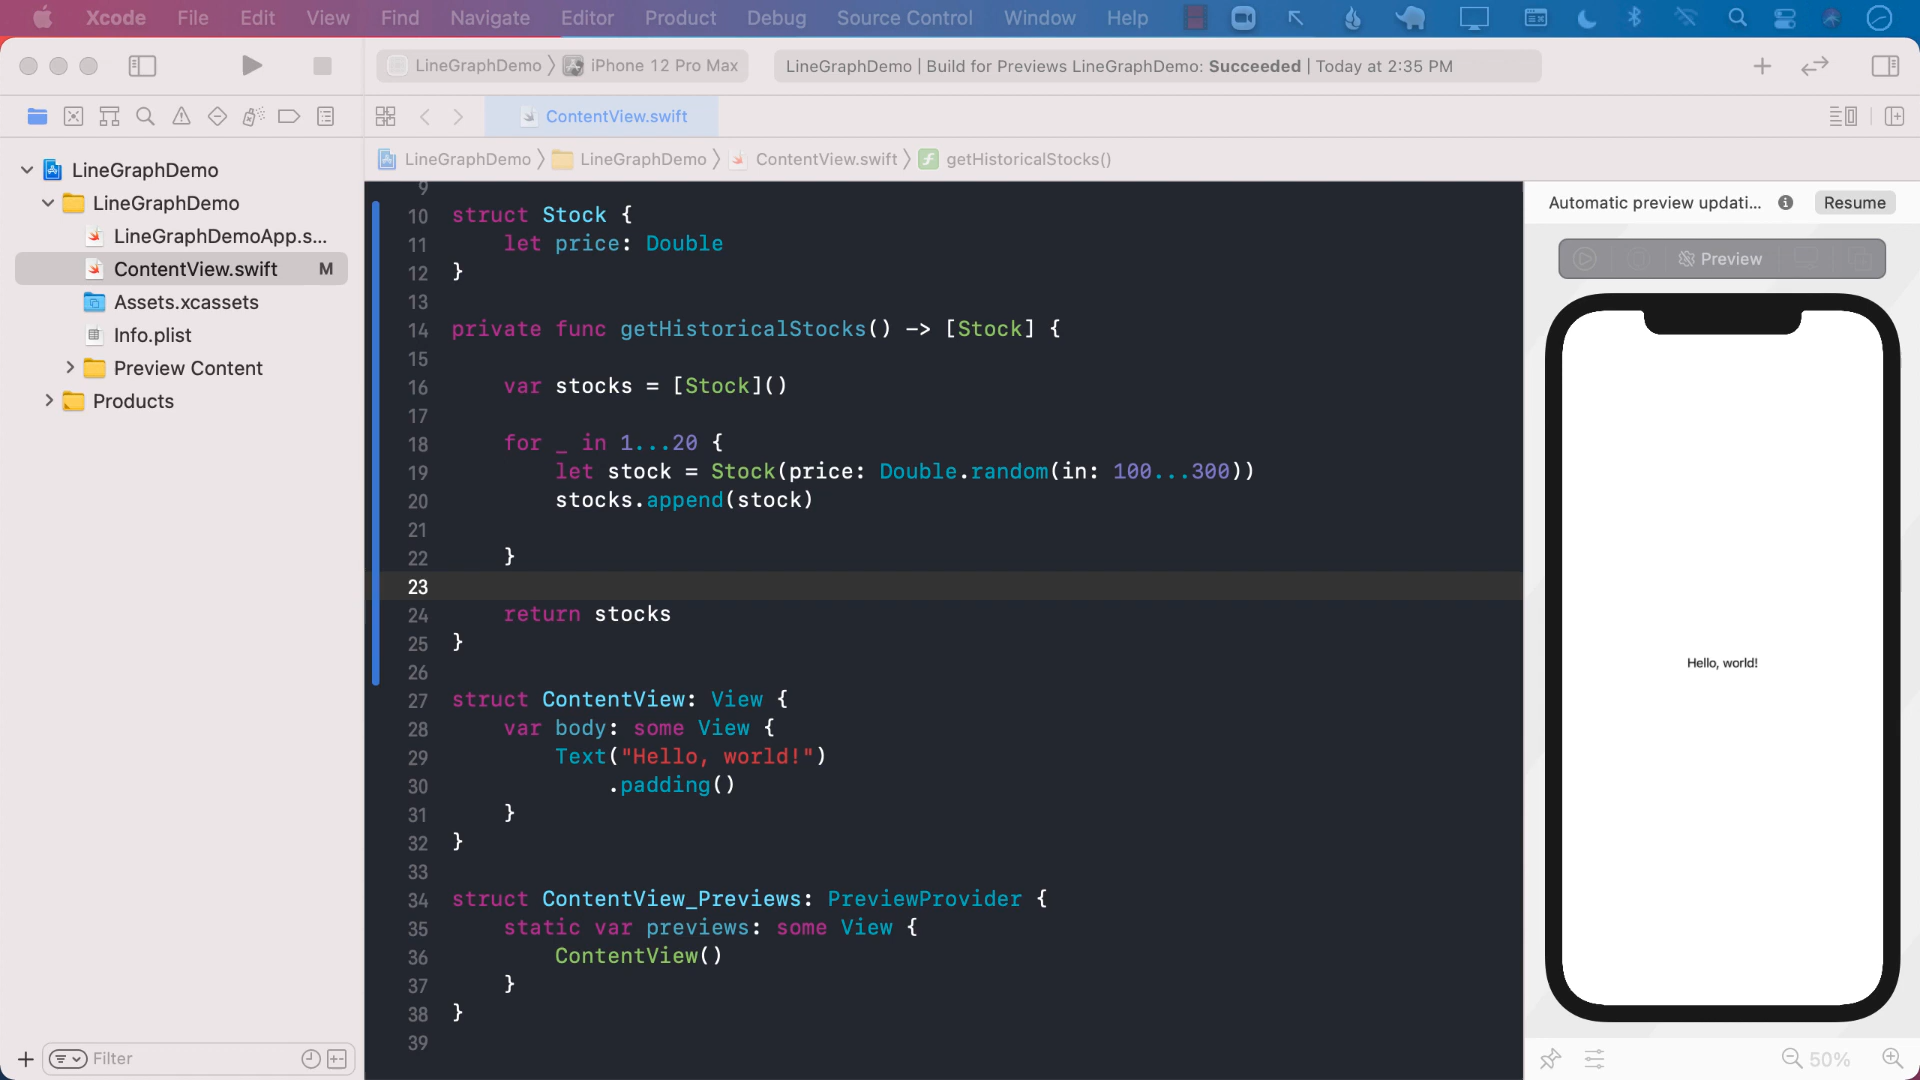 Xcode File Edit View Find Navigate Editor Product Debug Source Control Window Help
LineGraphDemo iPhone 12 Pro Max LineGraphDemo | Build for Previews LineGraphDemo: Succeeded | Today at 2:35 PM
ContentView.swift
LineGraphDemo LineGraphDemo ContentView.swift getHistoricalStocks()
LineGraphDemo
LineGraphDemo
LineGraphDemoApp.s...
ContentView.swift M
Assets.xcassets
Info.plist
Preview Content
Products
Filter
9
10 struct Stock {
11 let price: Double
12 }
13
14 private func getHistoricalStocks() -> [Stock] {
15
16 var stocks = [Stock]()
17
18 for _ in 1...20 {
19 let stock = Stock(price: Double.random(in: 100...300))
20 stocks.append(stock)
21
22 }
23
24 return stocks
25 }
26
27 struct ContentView: View {
28 var body: some View {
29 Text("Hello, world!")
30 .padding()
31 }
32 }
33
34 struct ContentView_Previews: PreviewProvider {
35 static var previews: some View {
36 ContentView()
37 }
38 }
39
Automatic preview updati... Resume
Preview
Hello, world!
50%